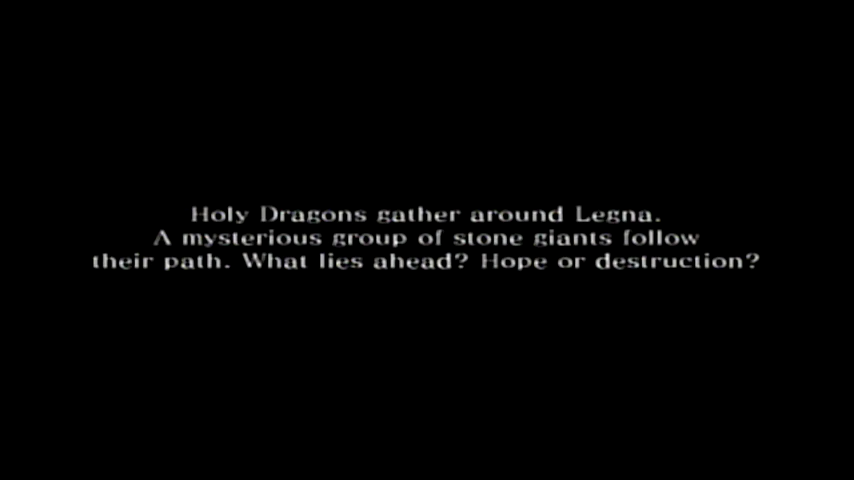 Holy Dragons gather around Legna.
A mysterious group of stone giants follow
their path. What lies ahead? Hope or destruction?